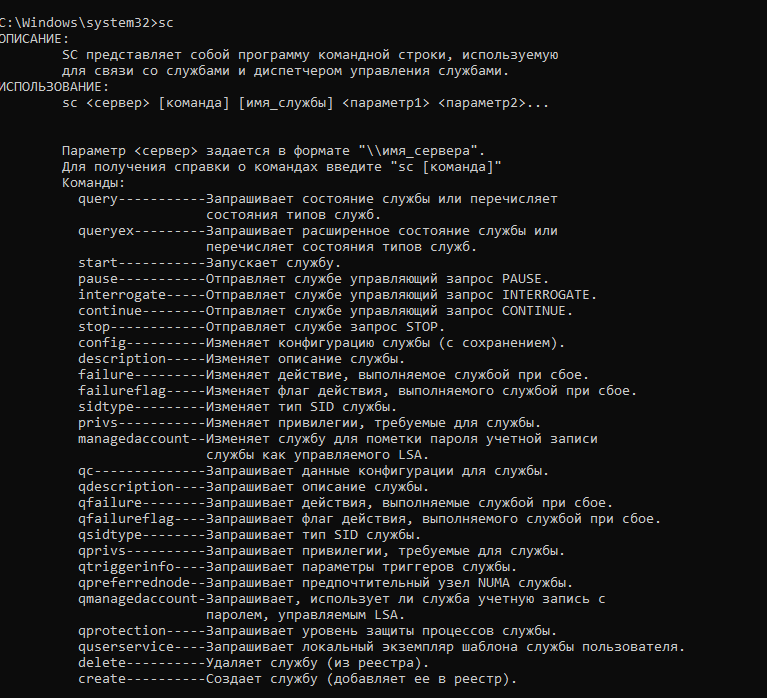 C:\Windows\system32>sc
ОПИСАНИЕ:
SC представляет собой программу командной строки, используемую
для связи со службами и диспетчером управления службами.
ИСПОЛЬЗОВАНИЕ:
sc <сервер> [команда] [имя_службы] <параметр1> <параметр2>...
Параметр <сервер> задается в формате "\\имя_сервера".
Для получения справки о командах введите "sc [команда]"
Команды:
query-----------Запрашивает состояние службы или перечисляет
состояния типов служб.
queryex---------Запрашивает расширенное состояние службы или
перечисляет состояния типов служб.
start-----------Запускает службу.
pause-----------Отправляет службе управляющий запрос PAUSE.
interrogate-----Отправляет службе управляющий запрос INTERROGATE.
continue--------Отправляет службе управляющий запрос CONTINUE.
stop------------Отправляет службе запрос STOP.
config----------Изменяет конфигурацию службы (с сохранением).
description-----Изменяет описание службы.
failure---------Изменяет действие, выполняемое службой при сбое.
failureflag-----Изменяет флаг действия, выполняемого службой при сбое.
sidtype---------Изменяет тип SID службы.
privs-----------Изменяет привилегии, требуемые для службы.
managedaccount--Изменяет службу для пометки пароля учетной записи
службы как управляемого LSA.
qc--------------Запрашивает данные конфигурации для службы.
qdescription----Запрашивает описание службы.
qfailure--------Запрашивает действия, выполняемые службой при сбое.
qfailureflag----Запрашивает флаг действия, выполняемого службой при сбое.
qsidtype--------Запрашивает тип SID службы.
qprivs----------Запрашивает привилегии, требуемые для службы.
qtriggerinfo----Запрашивает параметры триггеров службы.
qpreferrednode--Запрашивает предпочтительный узел NUMA службы.
qmanagedaccount-Запрашивает, использует ли служба учетную запись с
паролем, управляемым LSA.
qprotection-----Запрашивает уровень защиты процессов службы.
quserservice----Запрашивает локальный экземпляр шаблона службы пользователя.
delete----------Удаляет службу (из реестра).
create----------Создает службу (добавляет ее в реестр).